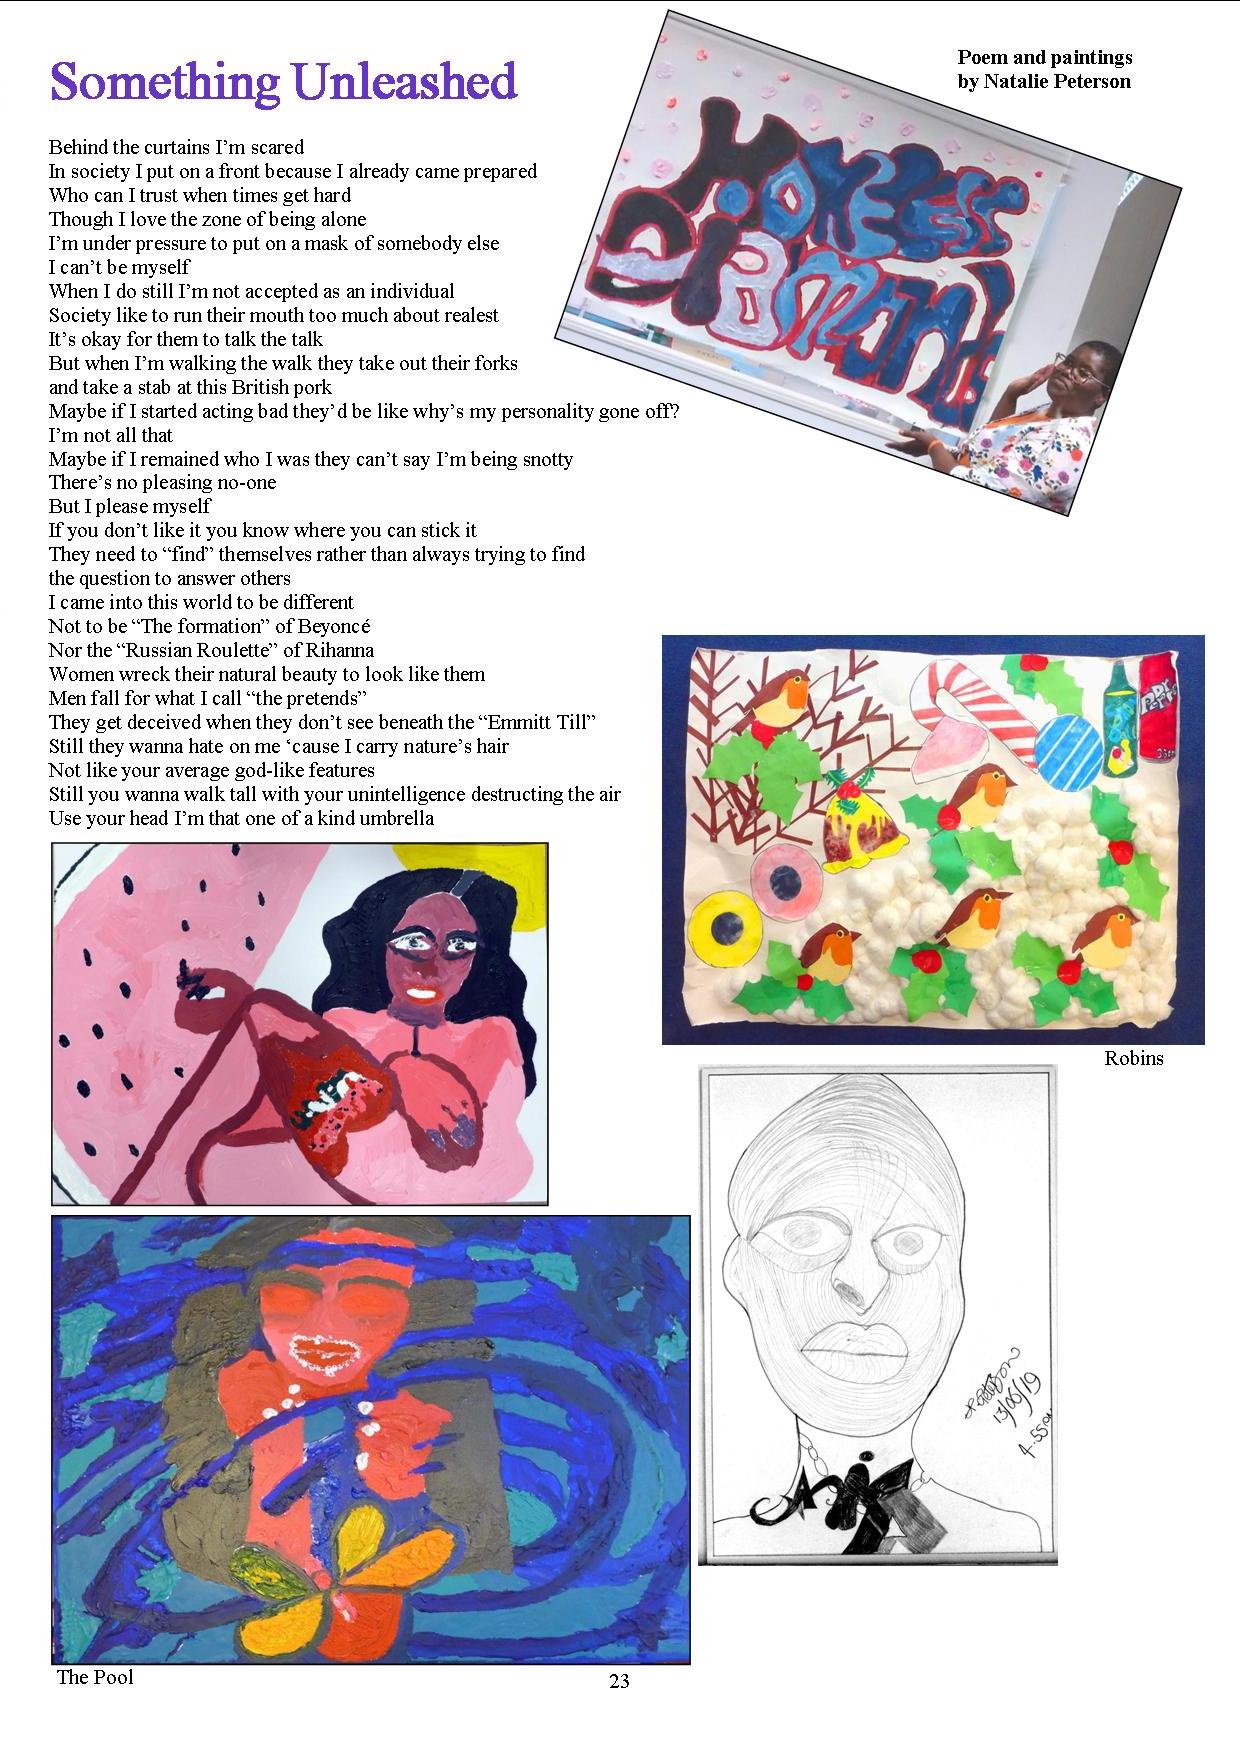 Something Unleashed
Poem and paintings
by Natalie Peterson
Behind the curtains I’m scared
In society I put on a front because I already came prepared
Who can I trust when times get hard
Though I love the zone of being alone
I’m under pressure to put on a mask of somebody else
I can’t be myself
When I do still I’m not accepted as an individual
Society like to run their mouth too much about realest
It’s okay for them to talk the talk
But when I’m walking the walk they take out their forks
and take a stab at this British pork
Maybe if I started acting bad they’d be like why’s my personality gone off?
I’m not all that
Maybe if I remained who I was they can’t say I’m being snotty
There’s no pleasing no-one
But I please myself
If you don’t like it you know where you can stick it
They need to “find” themselves rather than always trying to find
the question to answer others
I came into this world to be different
Not to be “The formation” of Beyoncé
Nor the “Russian Roulette” of Rihanna
Women wreck their natural beauty to look like them
Men fall for what I call “the pretends”
They get deceived when they don’t see beneath the “Emmitt Till”
Still they wanna hate on me ‘cause I carry nature’s hair
Not like your average god-like features
Still you wanna walk tall with your unintelligence destructing the air
Use your head I’m that one of a kind umbrella
DIAMOND
DR
Robins
13/06/19
The Pool
23